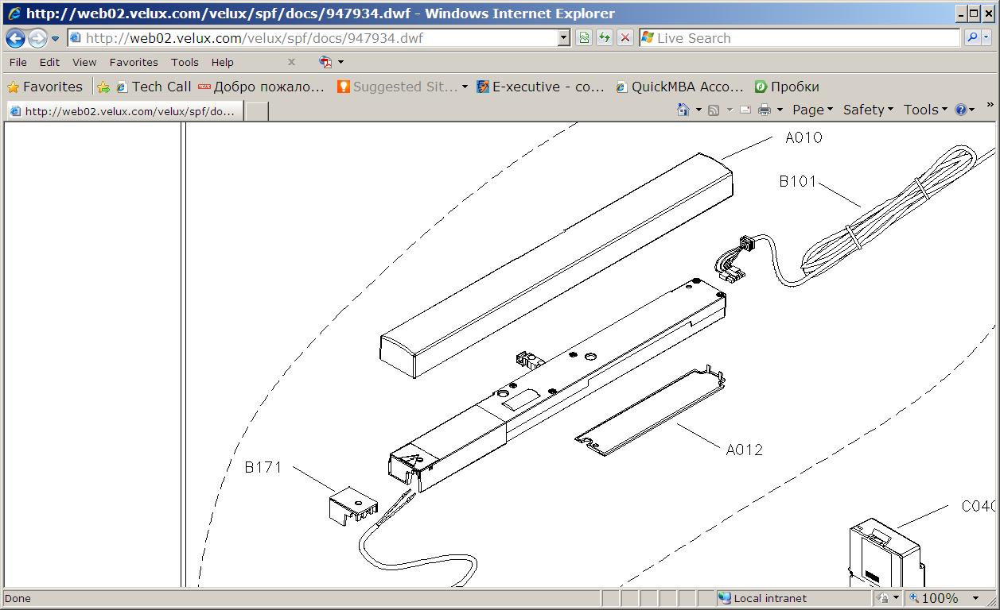 http://web02.velux.com/velux/spf/docs/947934.dwf - Windows Internet Explorer
http://web02.velux.com/velux/spf/docs/947934.dwf
Live Search
File Edit View Favorites Tools Help x
Favorites Tech Call VELUX Добро пожало... Suggested Sit... E-xecutive - co... QuickMBA Acco... Пробки
http://web02.velux.com/velux/spf/do... Page Safety Tools »
A010
B101
A012
B171
C040
Done Local intranet 100%